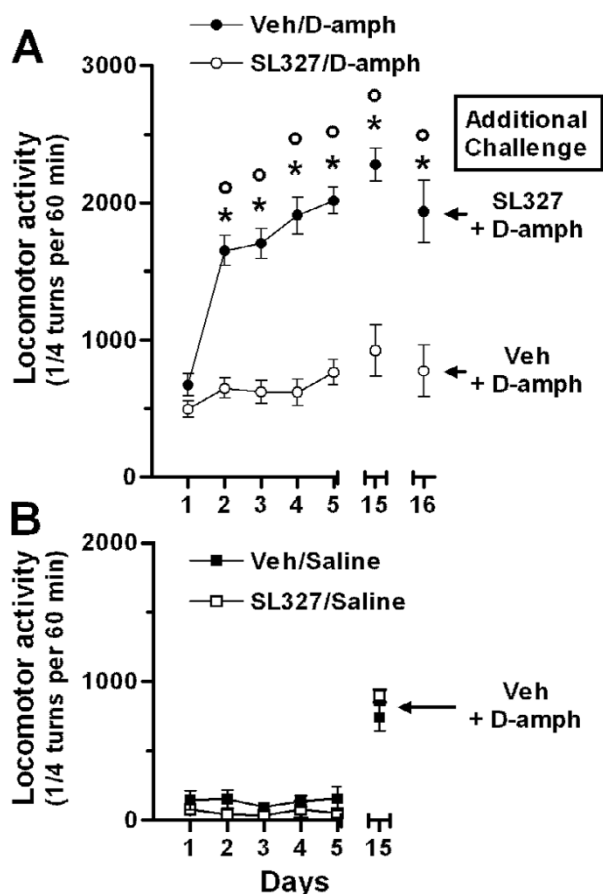 A
Veh/D-amph
SL327/D-amph
Locomotor activity
(1/4 turns per 60 min)
3000
2000
1000
0
* * * * * *
Additional
Challenge
SL327
+ D-amph
Veh
+ D-amph
1 2 3 4 5 15 16
B
Veh/Saline
SL327/Saline
Locomotor activity
(1/4 turns per 60 min)
2000
1000
0
Veh
+ D-amph
1 2 3 4 5 15
Days